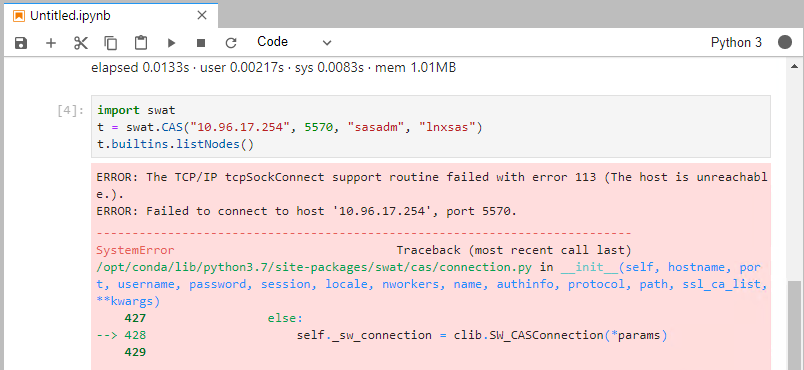 Untitled.ipynb
Code
Python 3
elapsed 0.0133s · user 0.00217s · sys 0.0083s · mem 1.01MB
[4]: import swat
t = swat.CAS("10.96.17.254", 5570, "sasadm", "lnxsas")
t.builtins.listNodes()
ERROR: The TCP/IP tcpSockConnect support routine failed with error 113 (The host is unreachabl
e.).
ERROR: Failed to connect to host '10.96.17.254', port 5570.
---------------------------------------------------------------------------
SystemError                               Traceback (most recent call last)
/opt/conda/lib/python3.7/site-packages/swat/cas/connection.py in __init__(self, hostname, por
t, username, password, session, locale, nworkers, name, authinfo, protocol, path, ssl_ca_list,
**kwargs)
    427                 else:
--> 428                     self._sw_connection = clib.SW_CASConnection(*params)
    429